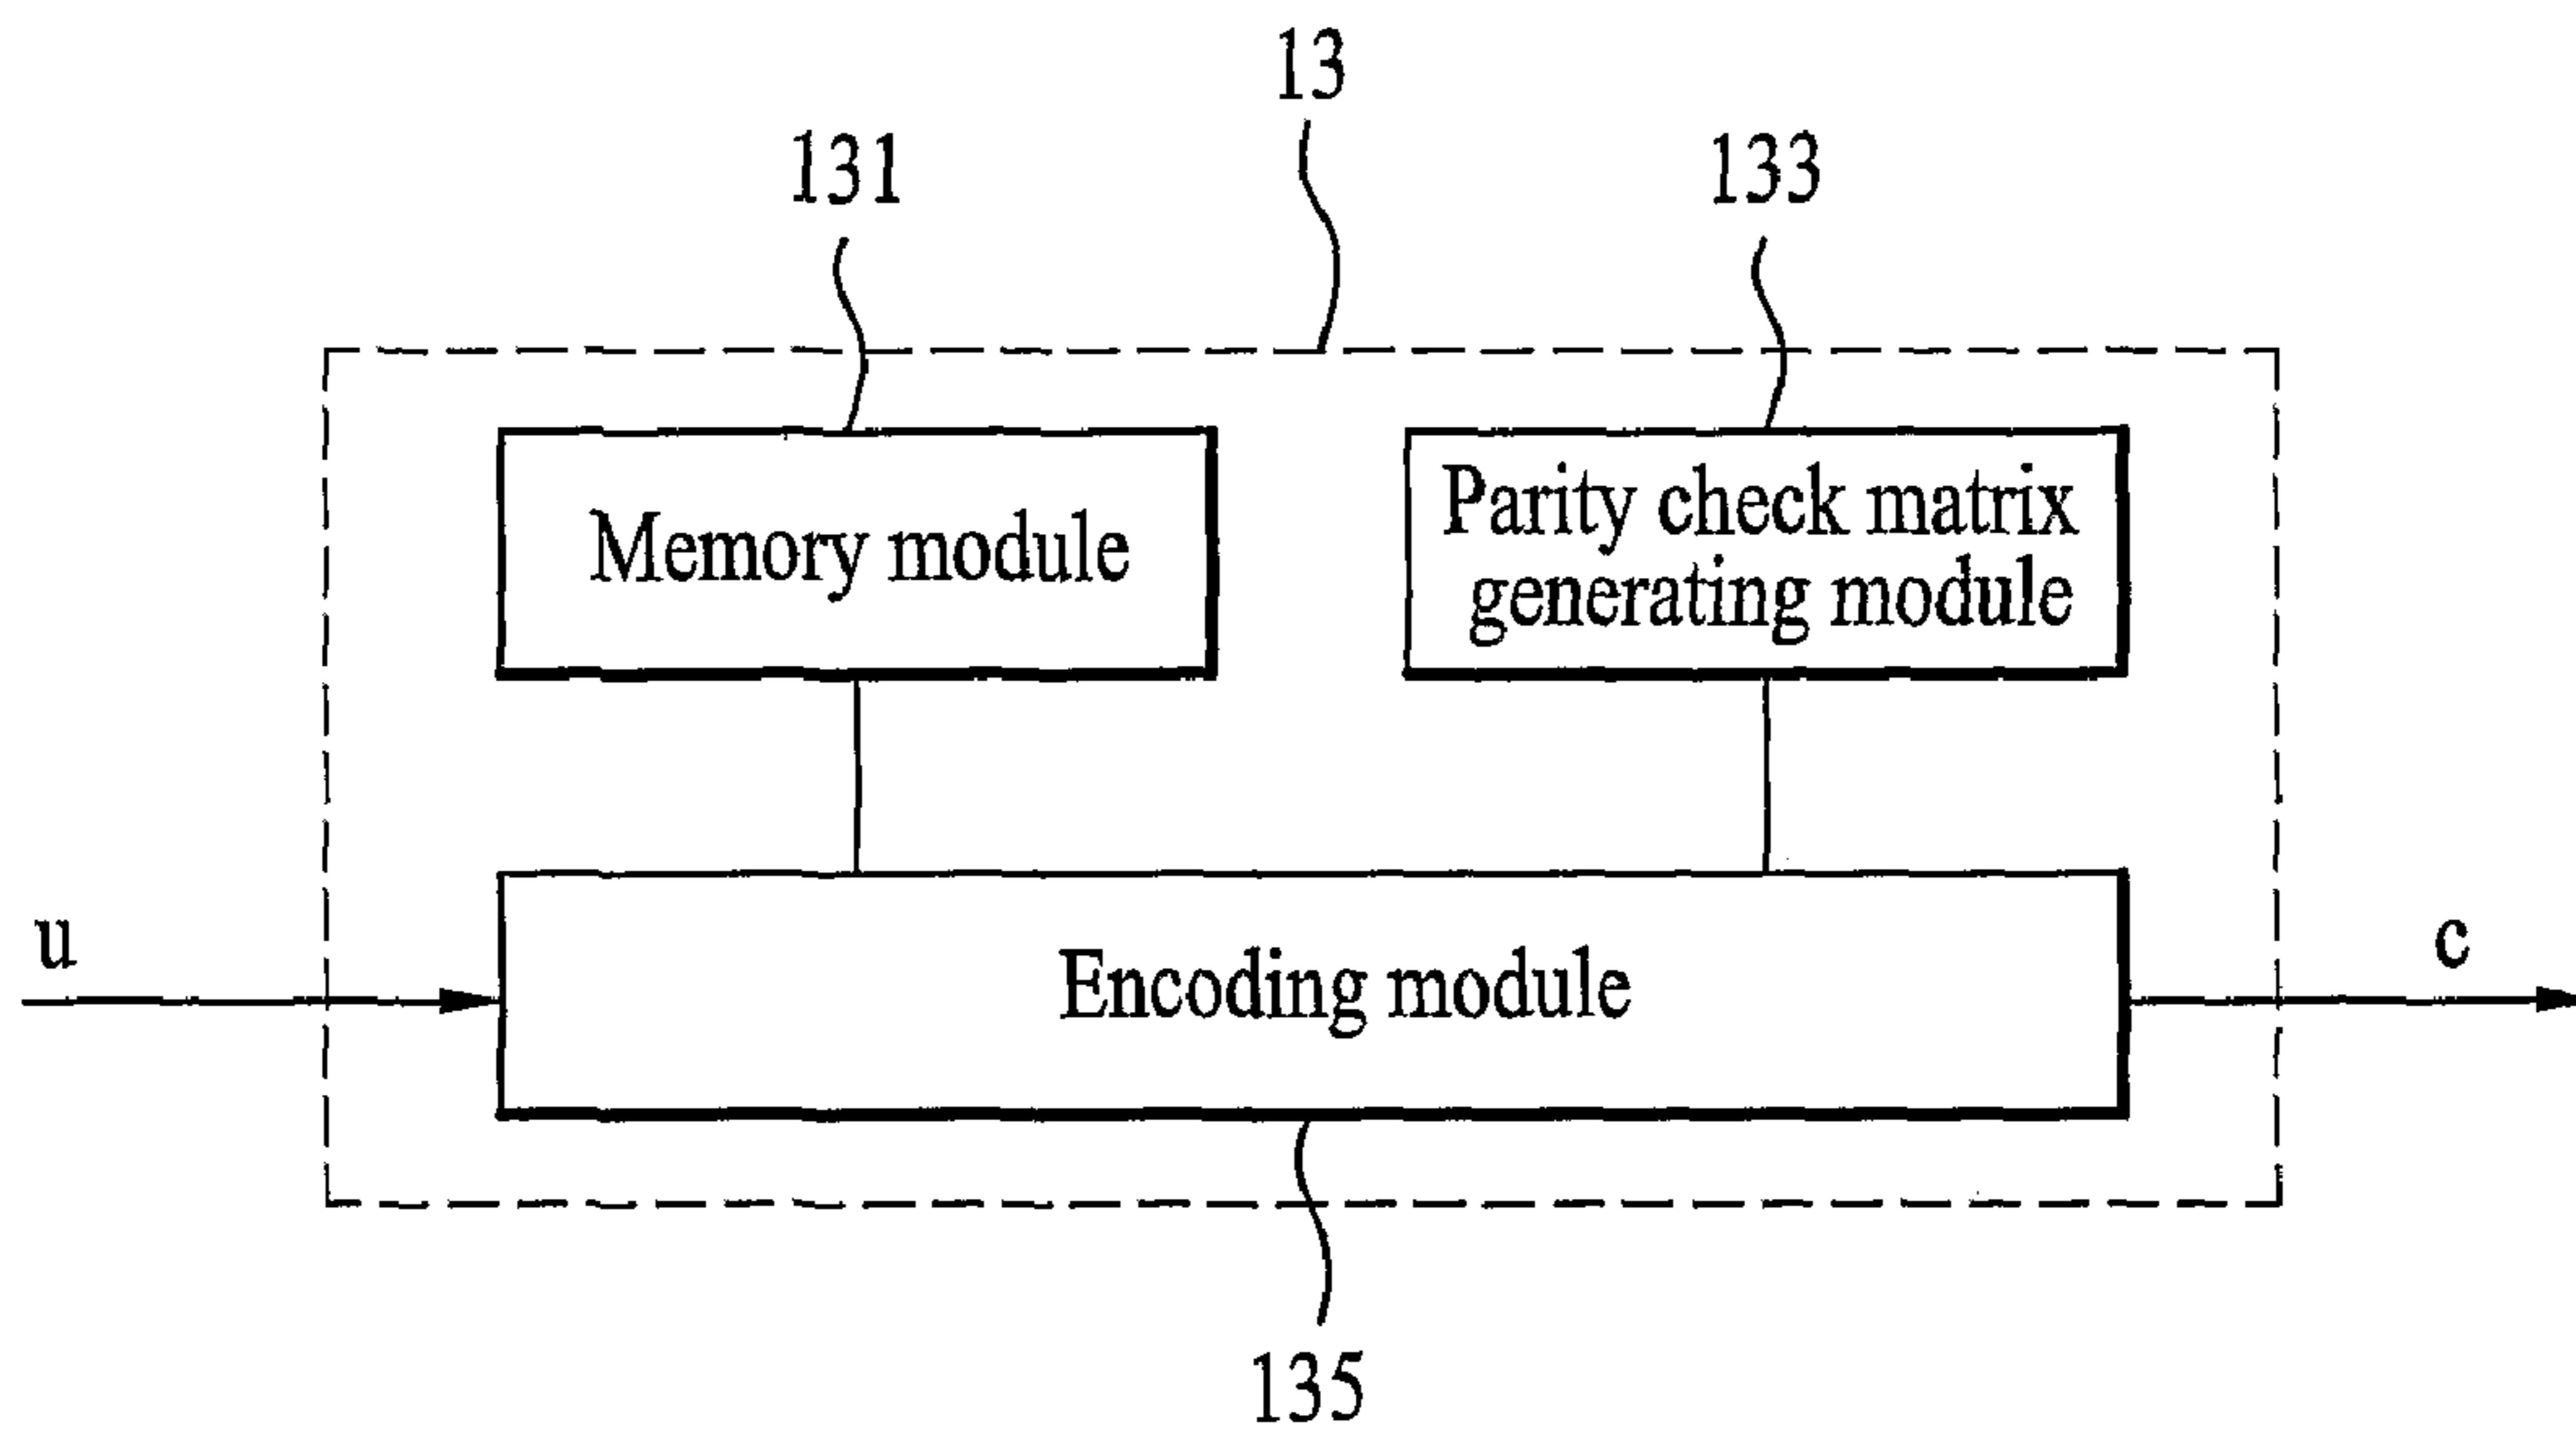 13
131
133
Memory module
Parity check matrix
generating module
u
Encoding module
c
135